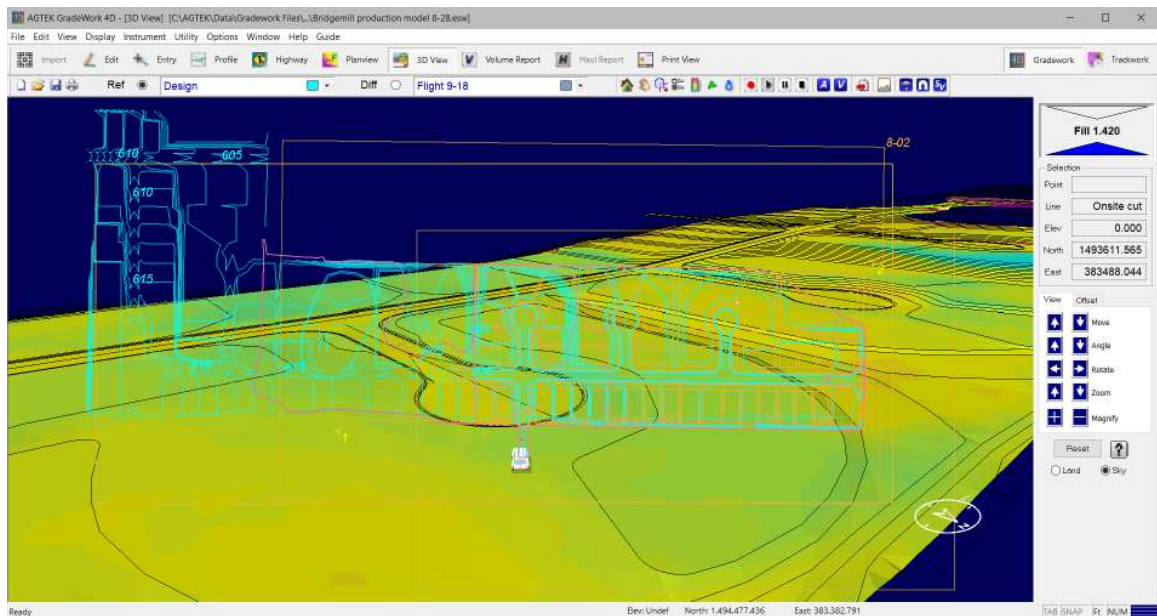 AGTEK GradeWork 4D - [3D View] [C:\AGTEK\Data\Gradework Files\...\Bridgemill production model 8-28.esw]
File Edit View Display Instrument Utility Options Window Help Guide
Import Edit Entry Profile Highway Planview 3D View Volume Report Haul Report Print View Gradework Trackwork
Ref Design Diff Flight 9-18
Fill 1.420
Selection
Point
Line Onsite cut
Elev 0.000
North 1493611.565
East 383488.044
View Offset
Move
Angle
Rotate
Zoom
Magnify
Reset ?
Land Sky
8-02
610 605
610
615
N
Ready Elev: Undef North: 1,494,477.436 East: 383,382.791 TAB SNAP Ft NUM